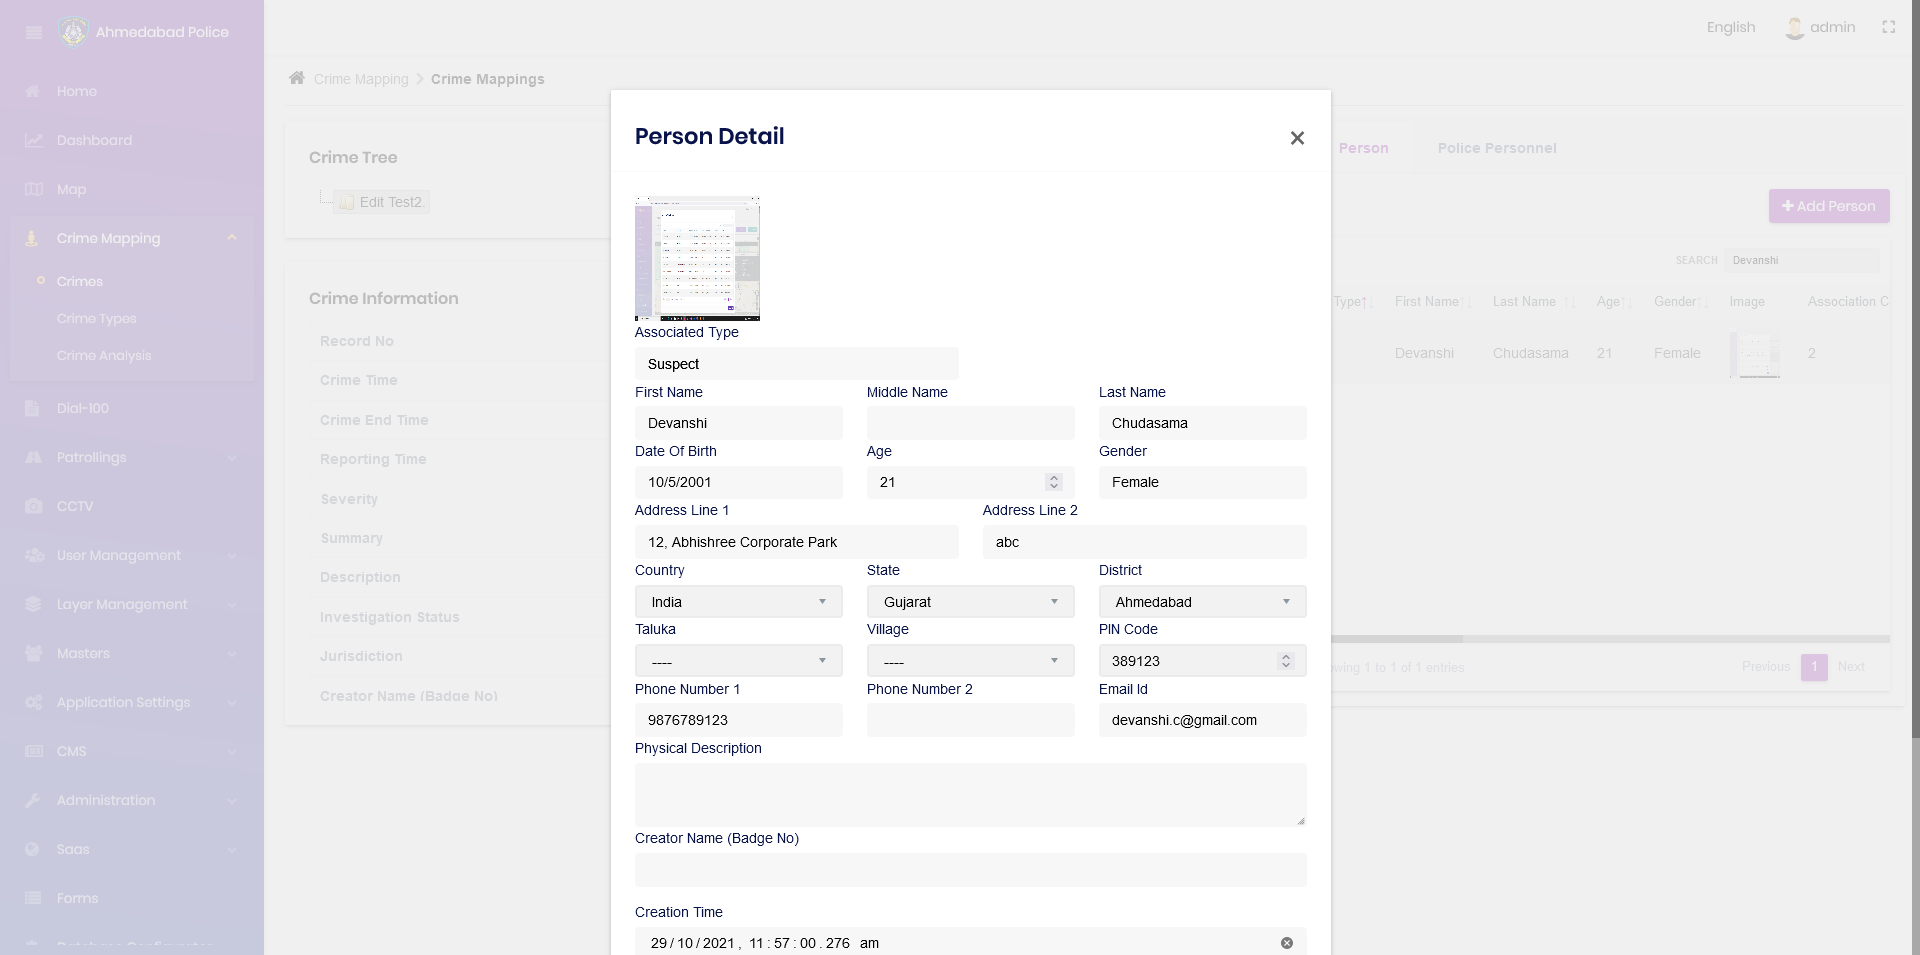 Ahmedabad Police
Home
Dashboard
Map
Crime Mapping
Crimes
Crime Types
Crime Analysis
Dial-100
Patrollings
CCTV
User Management
Layer Management
Masters
Application Settings
CMS
Administration
Saas
Forms
English admin
Crime Mapping > Crime Mappings
Crime Tree
Edit Test2.
Crime Information
Record No
Crime Time
Crime End Time
Reporting Time
Severity
Summary
Description
Investigation Status
Jurisdiction
Creator Name (Badge No)
Person Detail ×
Associated Type
Suspect
First Name Middle Name Last Name
Devanshi Chudasama
Date Of Birth Age Gender
10/5/2001 21 Female
Address Line 1 Address Line 2
12, Abhishree Corporate Park abc
Country State District
India Gujarat Ahmedabad
Taluka Village PIN Code
---- ---- 389123
Phone Number 1 Phone Number 2 Email Id
9876789123 devanshi.c@gmail.com
Physical Description
Creator Name (Badge No)
Creation Time
29/10/2021, 11:57:00.276 am
Person Police Personnel
+ Add Person
SEARCH Devanshi
Type First Name Last Name Age Gender Image Association C
Devanshi Chudasama 21 Female 2
wing 1 to 1 of 1 entries
Previous 1 Next